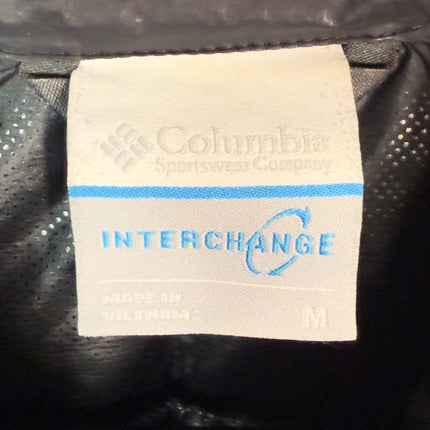 Columbia
Sportswear Company
INTERCHANGE
MADE IN
VIETNAM
M